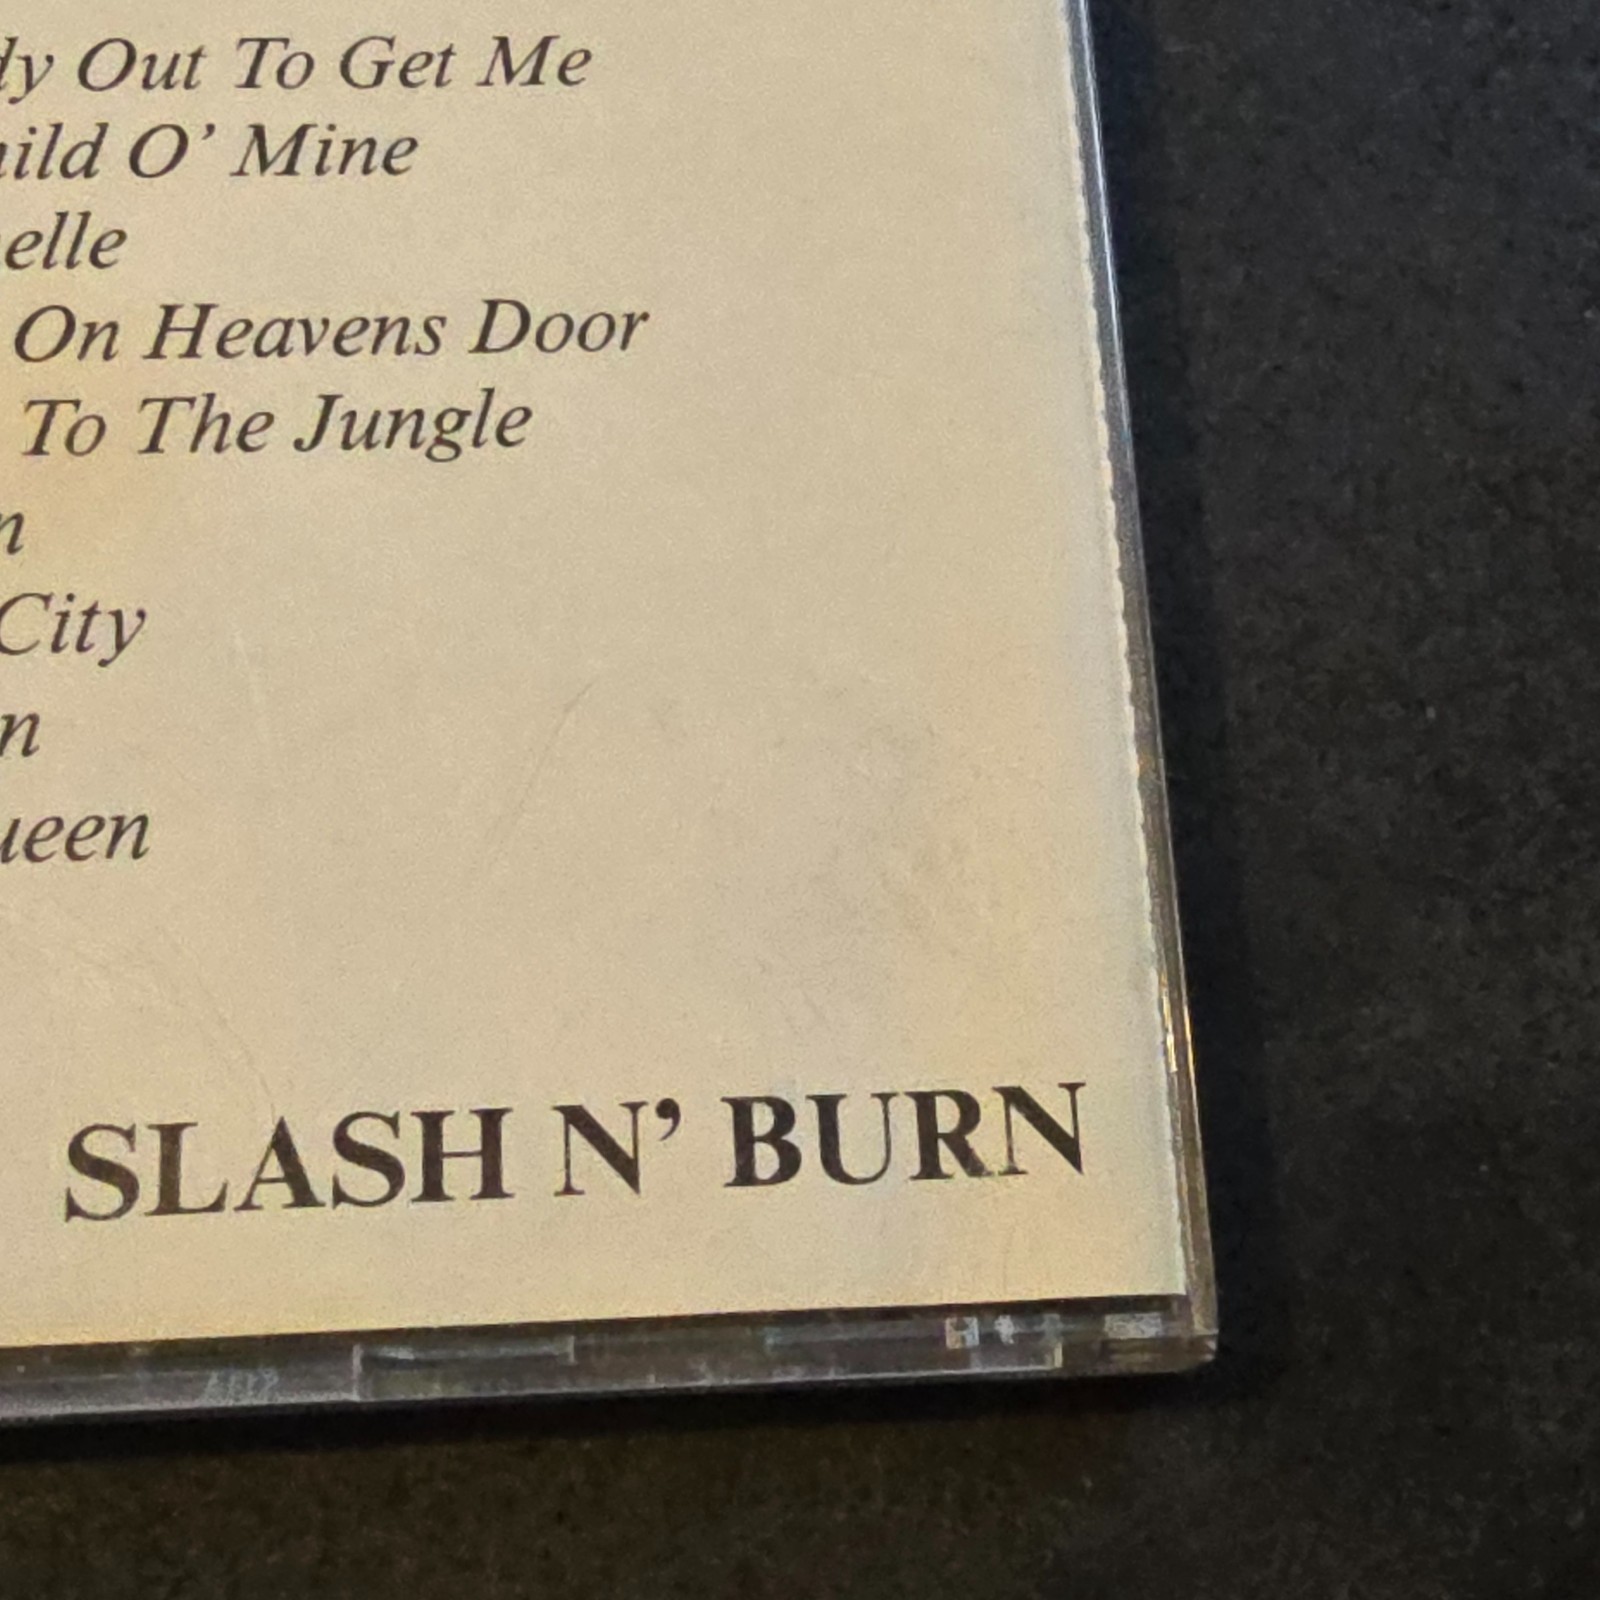 dy Out To Get Me
hild O' Mine
elle
On Heavens Door
To The Jungle
n
City
n
ueen
SLASH N' BURN